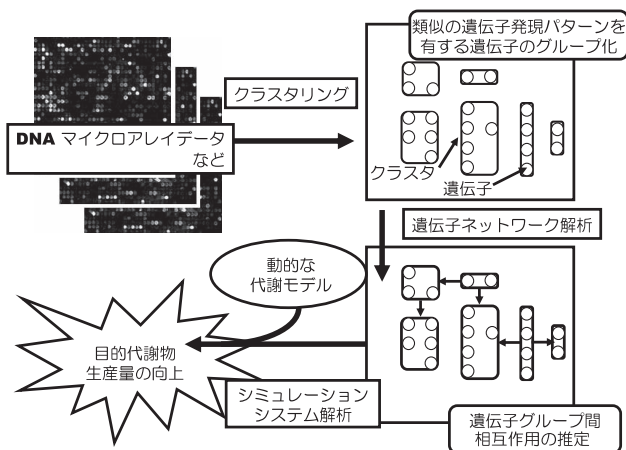 類似の遺伝子発現パターンを
有する遺伝子のグループ化
クラスタリング
DNA マイクロアレイデータ
など
クラスタ
遺伝子
遺伝子ネットワーク解析
動的な
代謝モデル
目的代謝物
生産量の向上
シミュレーション
システム解析
遺伝子グループ間
相互作用の推定